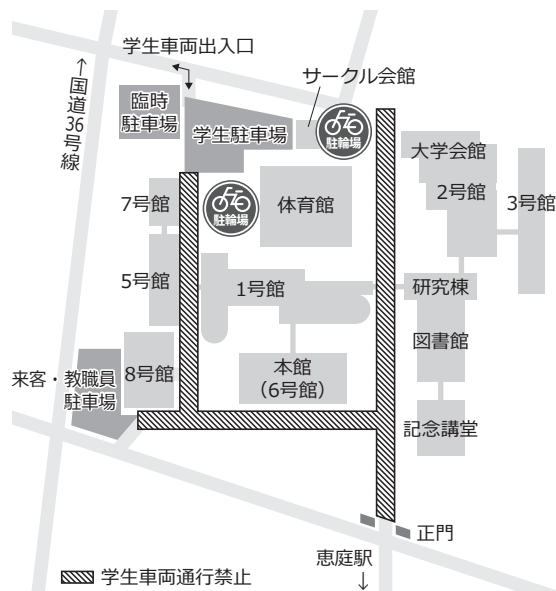 学生車両出入口
サークル会館
↑国道36号線
臨時
駐車場
学生駐車場
駐輪場
大学会館
2号館
3号館
7号館
駐輪場
体育館
5号館
1号館
研究棟
図書館
来客・教職員
駐車場
8号館
本館
（6号館）
記念講堂
正門
恵庭駅
↓
学生車両通行禁止